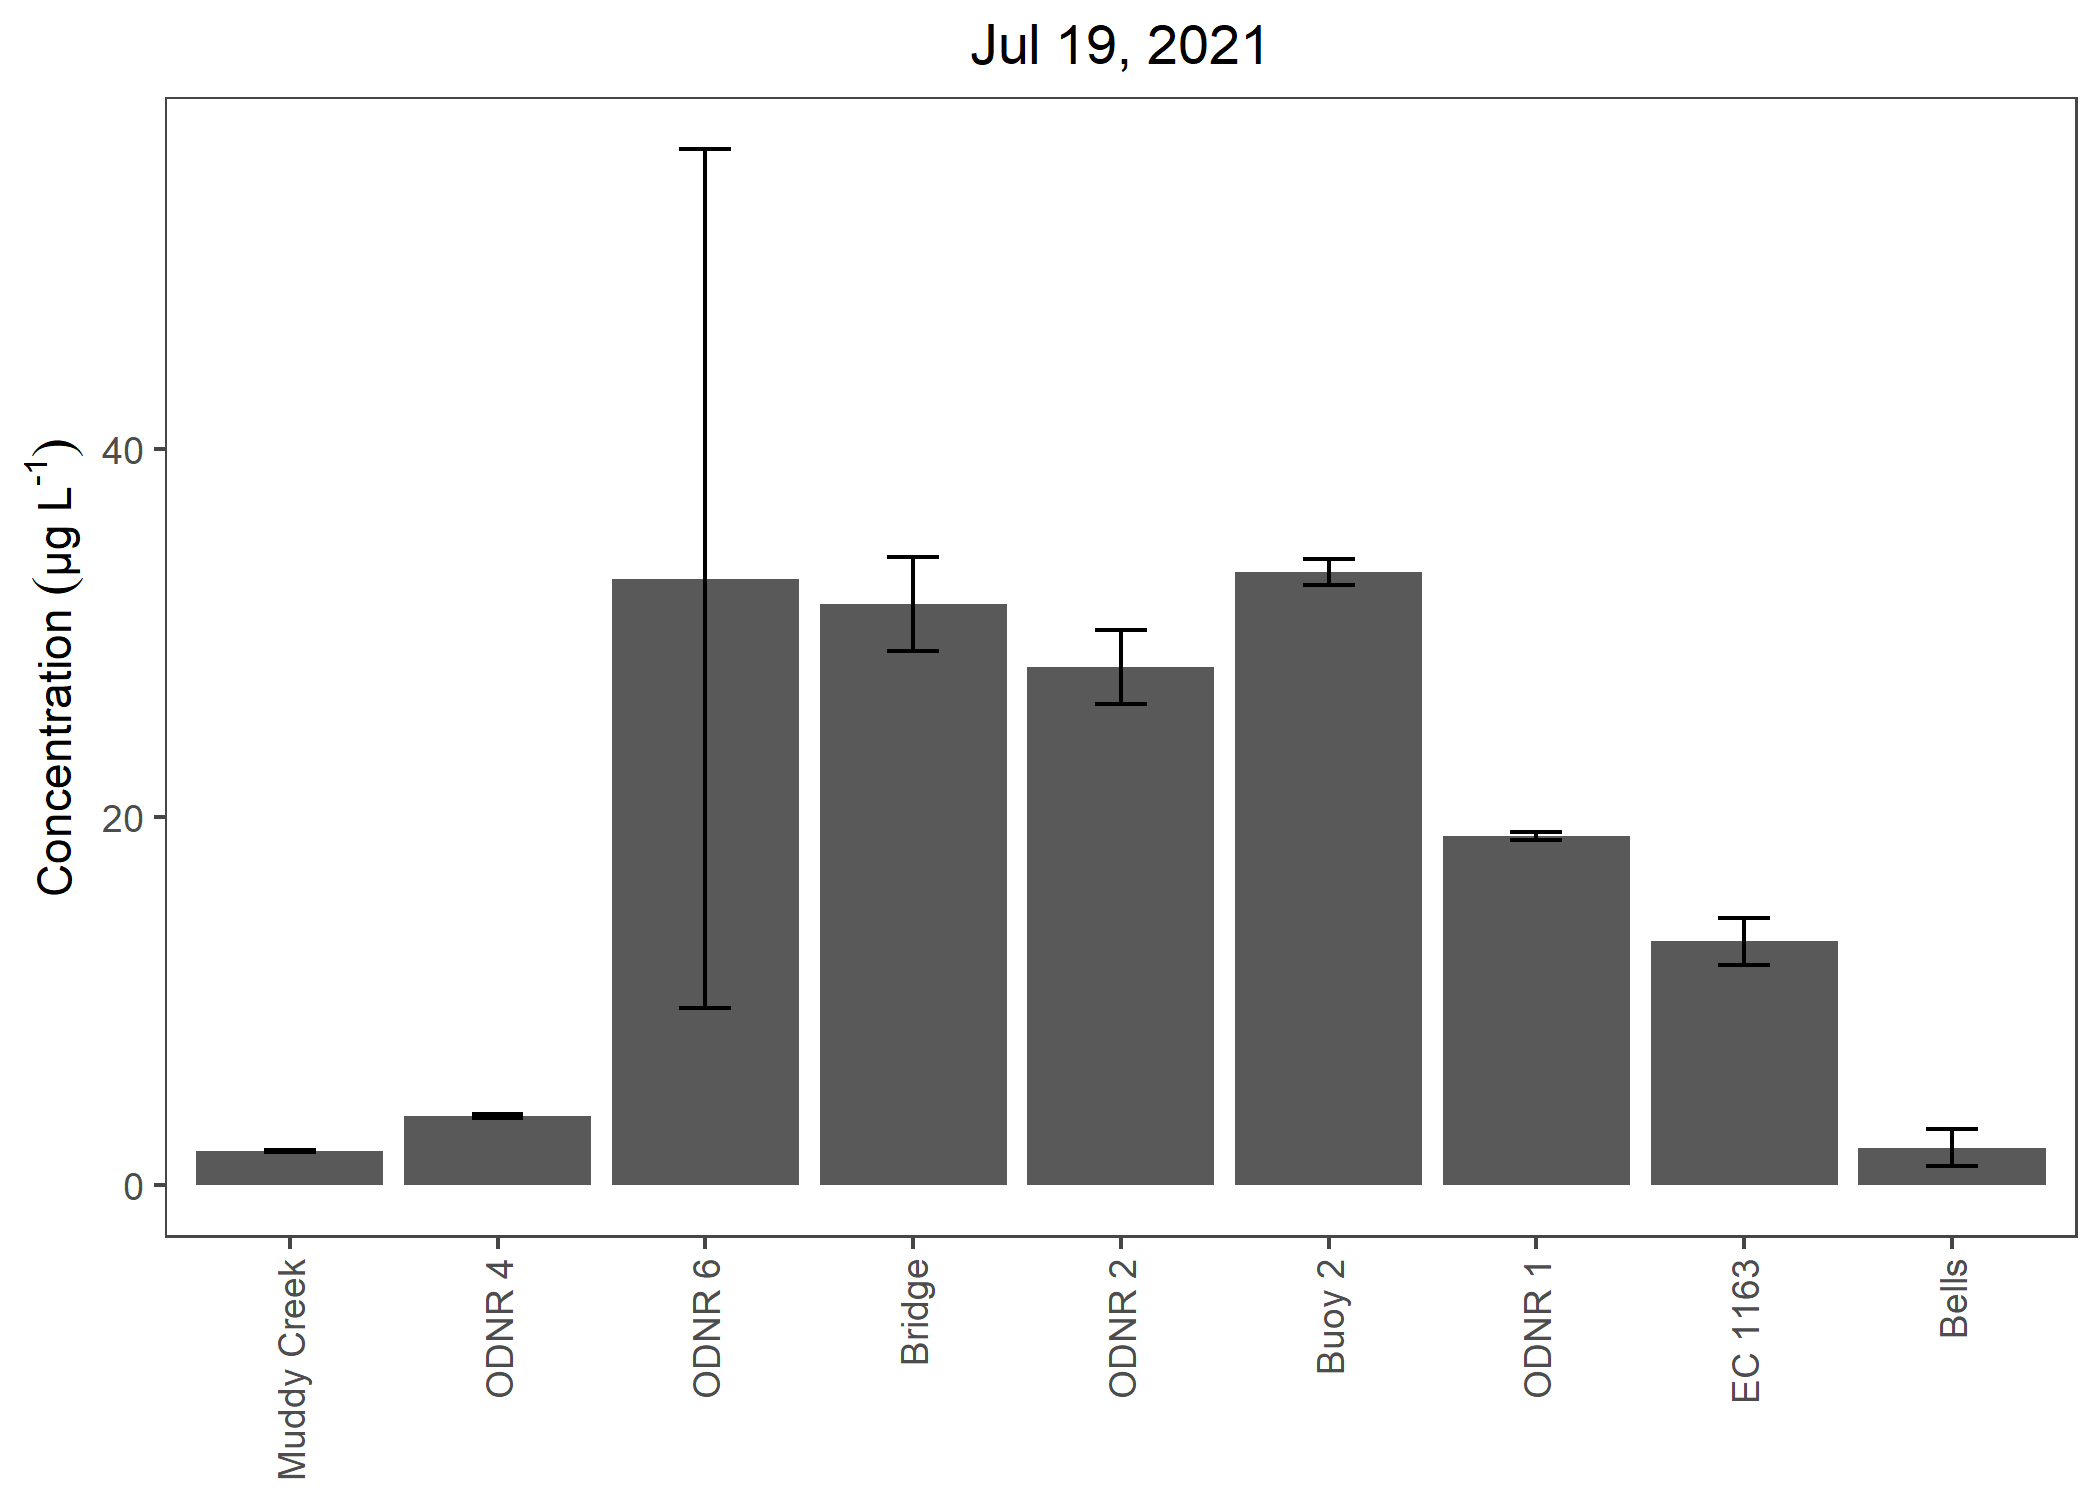 Jul 19, 2021
Concentration (µg L⁻¹)
40
20
0
Muddy Creek
ODNR 4
ODNR 6
Bridge
ODNR 2
Buoy 2
ODNR 1
EC 1163
Bells